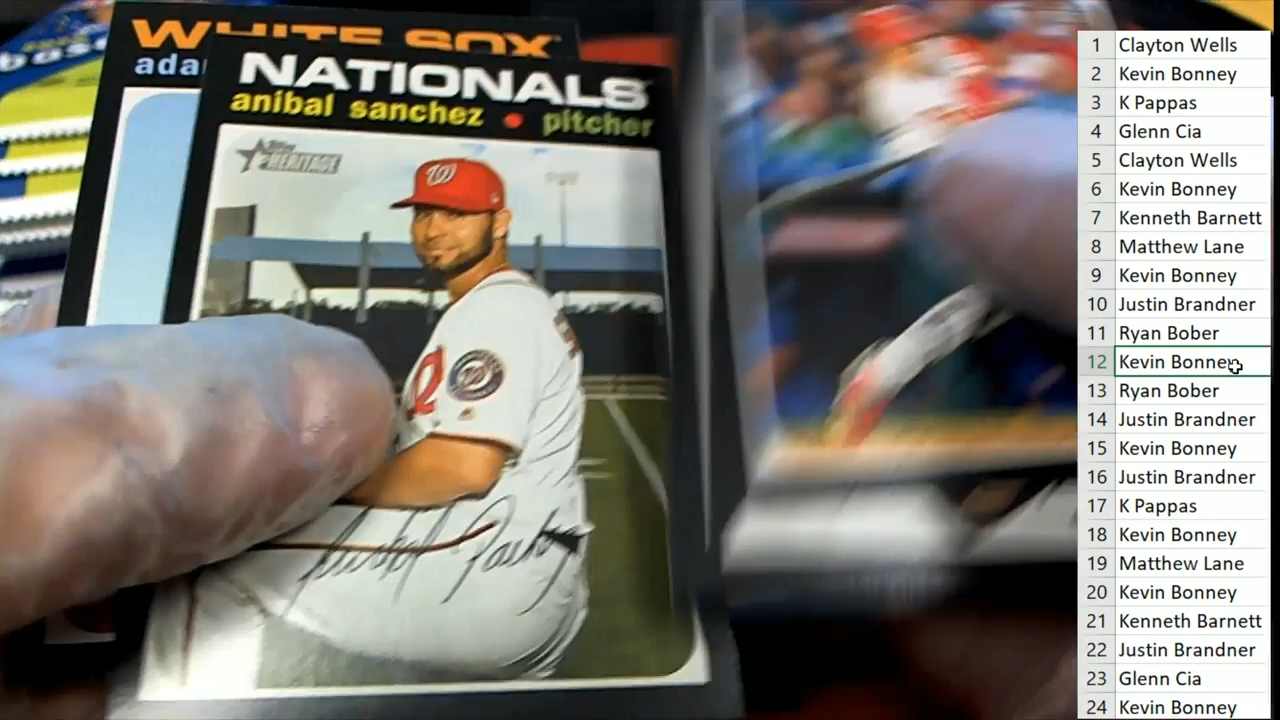 WHITE SOX
ada
NATIONALS
anibal sanchez • pitcher
Topps
HERITAGE
W
W
1 Clayton Wells
2 Kevin Bonney
3 K Pappas
4 Glenn Cia
5 Clayton Wells
6 Kevin Bonney
7 Kenneth Barnett
8 Matthew Lane
9 Kevin Bonney
10 Justin Brandner
11 Ryan Bober
12 Kevin Bonney
13 Ryan Bober
14 Justin Brandner
15 Kevin Bonney
16 Justin Brandner
17 K Pappas
18 Kevin Bonney
19 Matthew Lane
20 Kevin Bonney
21 Kenneth Barnett
22 Justin Brandner
23 Glenn Cia
24 Kevin Bonney